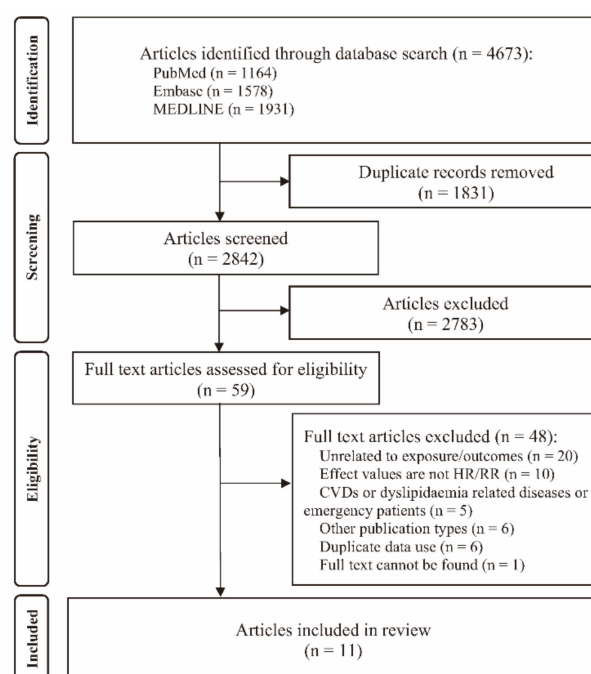 Identification
Articles identified through database search (n = 4673):
PubMed (n = 1164)
Embase (n = 1578)
MEDLINE (n = 1931)
Screening
Duplicate records removed
(n = 1831)
Articles screened
(n = 2842)
Articles excluded
(n = 2783)
Eligibility
Full text articles assessed for eligibility
(n = 59)
Full text articles excluded (n = 48):
Unrelated to exposure/outcomes (n = 20)
Effect values are not HR/RR (n = 10)
CVDs or dyslipidaemia related diseases or
emergency patients (n = 5)
Other publication types (n = 6)
Duplicate data use (n = 6)
Full text cannot be found (n = 1)
Included
Articles included in review
(n = 11)